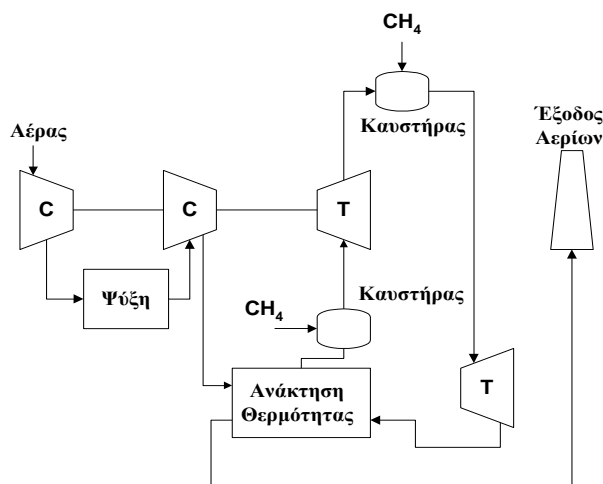 CH4
Καυστήρας
Έξοδος
Αερίων
Αέρας
C
C
T
Ψύξη
CH4
Καυστήρας
Ανάκτηση
Θερμότητας
T